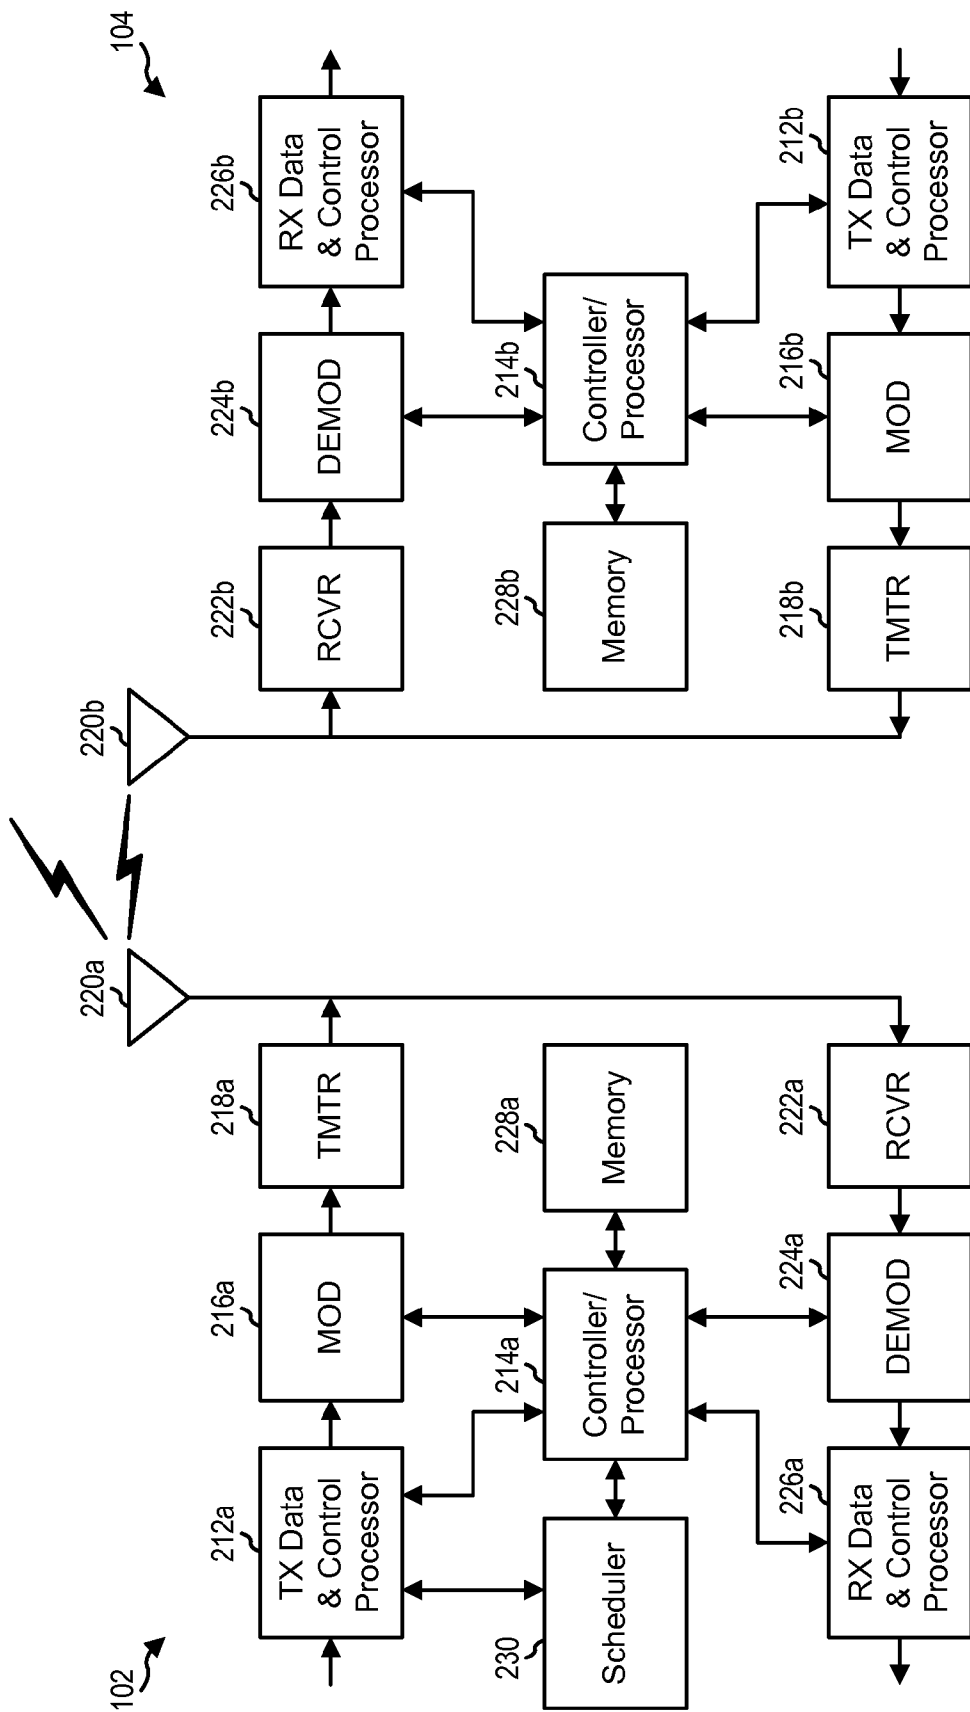 102
104
220a
220b
212a
TX Data
& Control
Processor
216a
MOD
218a
TMTR
222b
RCVR
224b
DEMOD
226b
RX Data
& Control
Processor
230
Scheduler
214a
Controller/
Processor
228a
Memory
228b
Memory
214b
Controller/
Processor
226a
RX Data
& Control
Processor
224a
DEMOD
222a
RCVR
218b
TMTR
216b
MOD
212b
TX Data
& Control
Processor